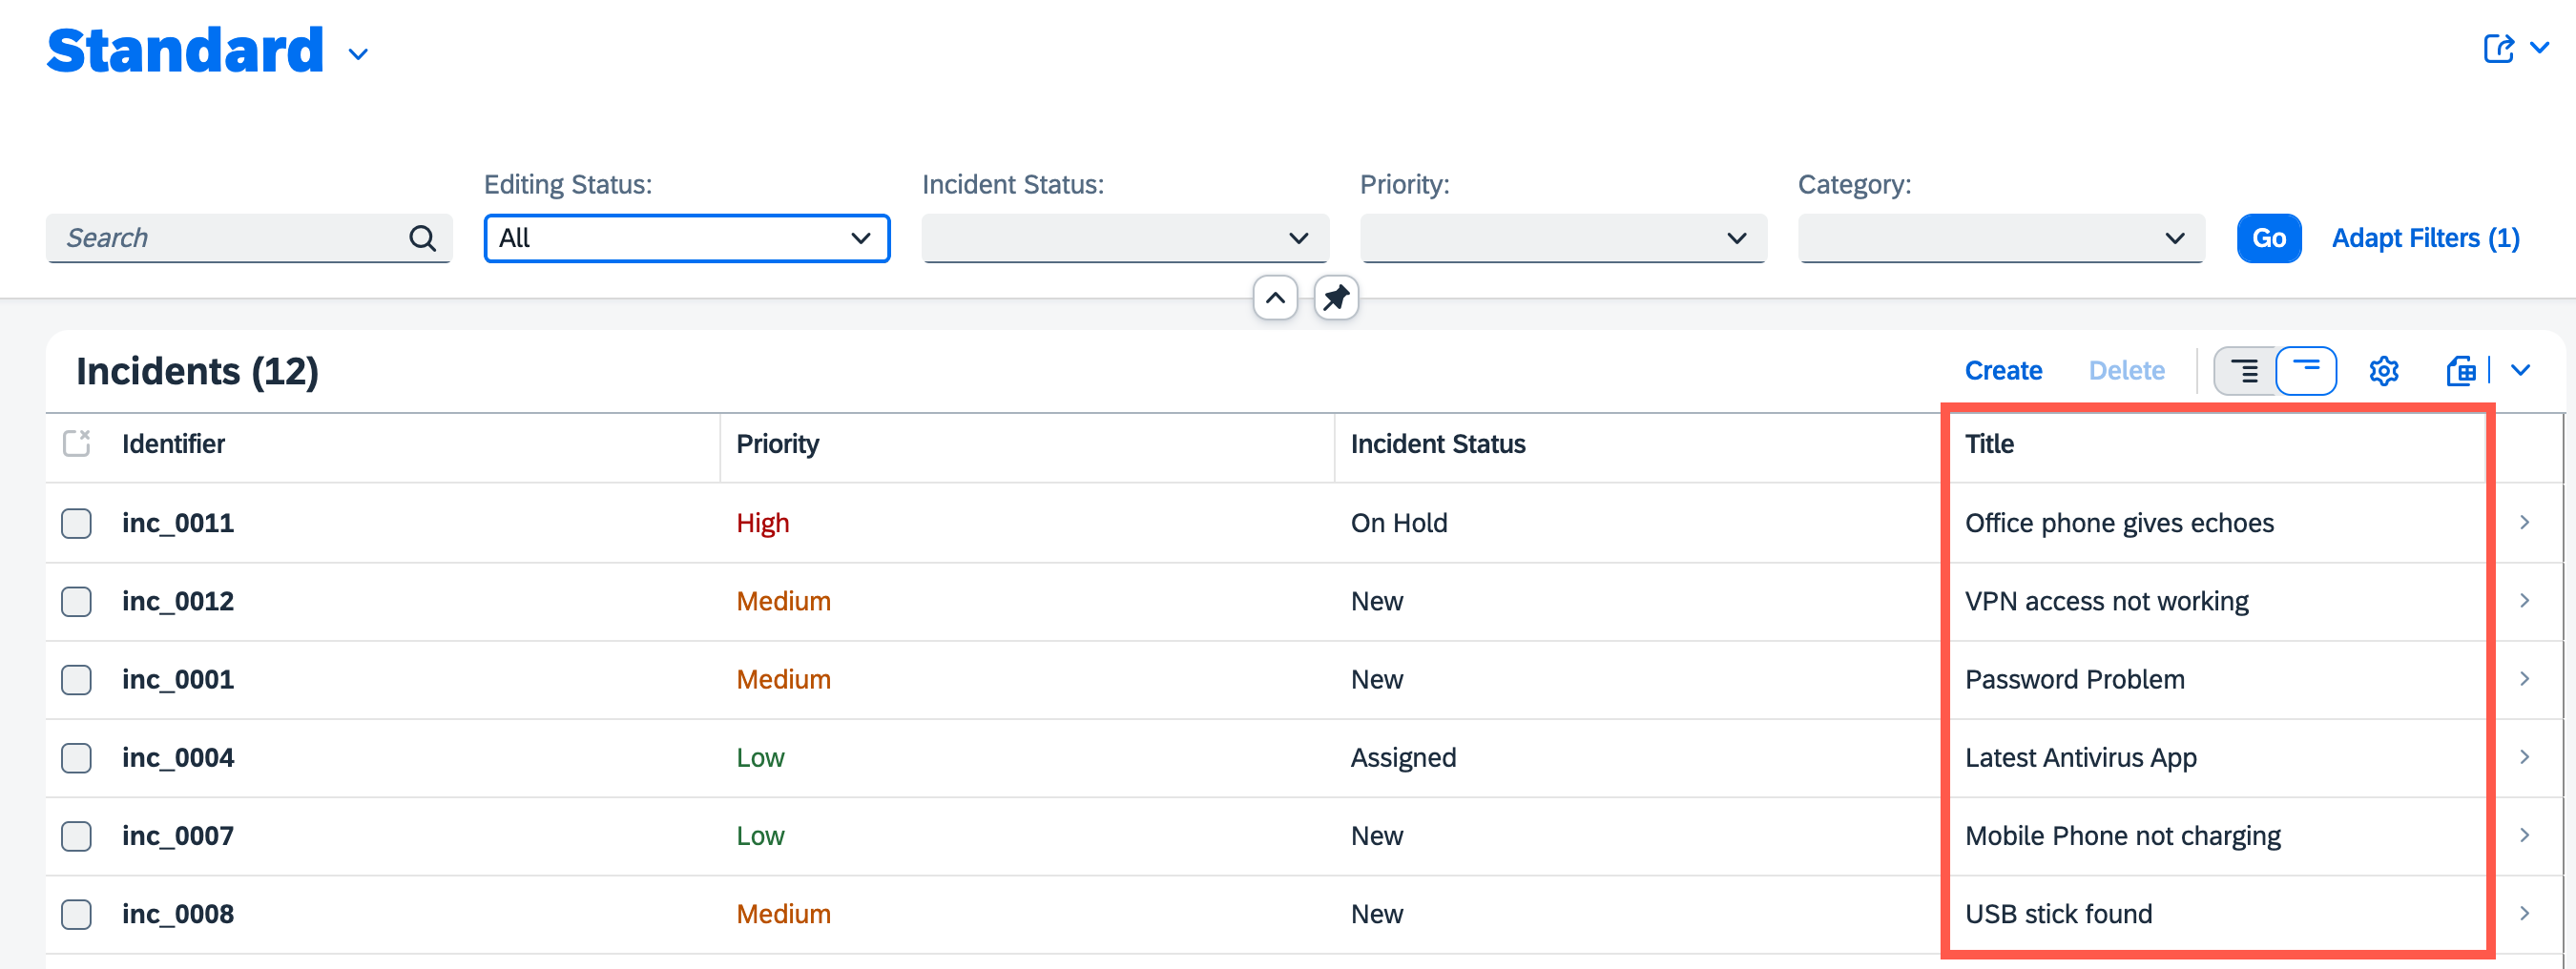 Standard
Editing Status: Incident Status: Priority: Category:
Search All Go Adapt Filters (1)
Incidents (12) Create Delete
Identifier Priority Incident Status Title
inc_0011 High On Hold Office phone gives echoes
inc_0012 Medium New VPN access not working
inc_0001 Medium New Password Problem
inc_0004 Low Assigned Latest Antivirus App
inc_0007 Low New Mobile Phone not charging
inc_0008 Medium New USB stick found